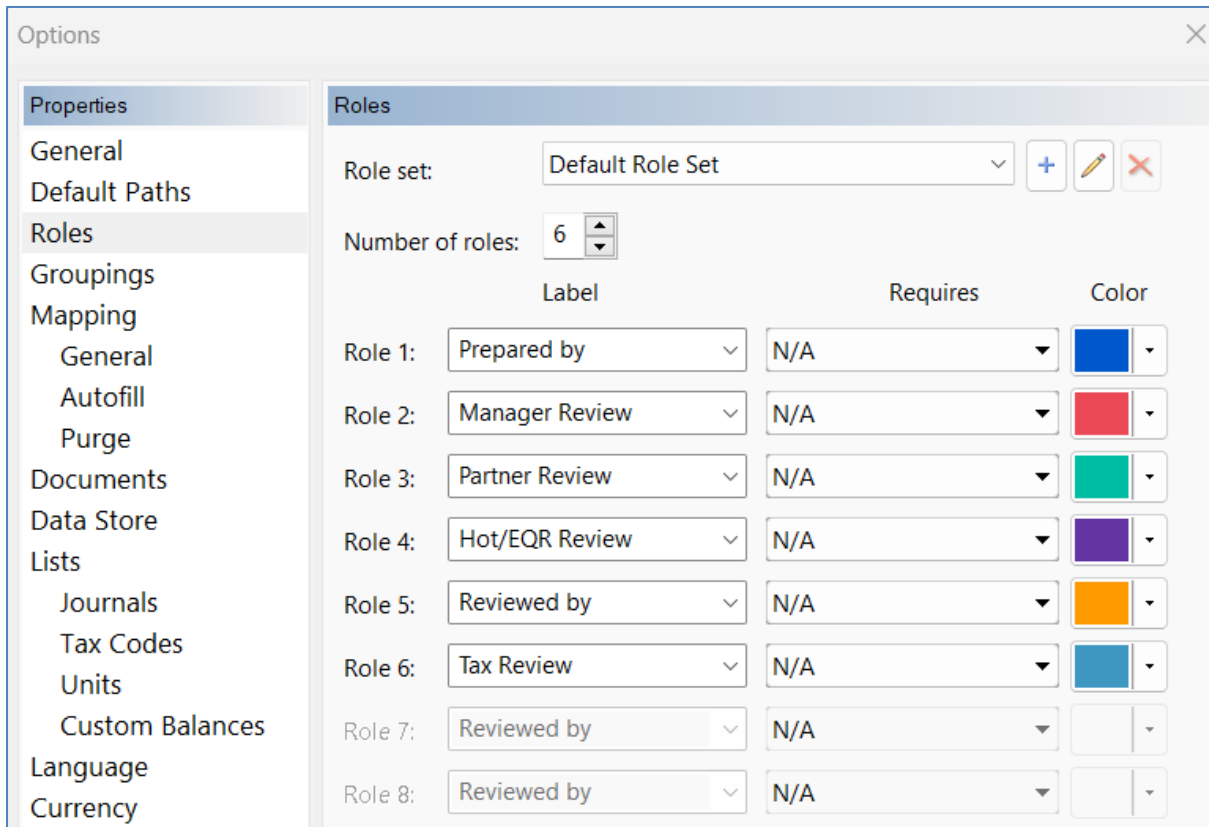 Options
Properties
General
Default Paths
Roles
Groupings
Mapping
General
Autofill
Purge
Documents
Data Store
Lists
Journals
Tax Codes
Units
Custom Balances
Language
Currency
Roles
Role set: Default Role Set
Number of roles: 6
Label Requires Color
Role 1: Prepared by N/A
Role 2: Manager Review N/A
Role 3: Partner Review N/A
Role 4: Hot/EQR Review N/A
Role 5: Reviewed by N/A
Role 6: Tax Review N/A
Role 7: Reviewed by N/A
Role 8: Reviewed by N/A